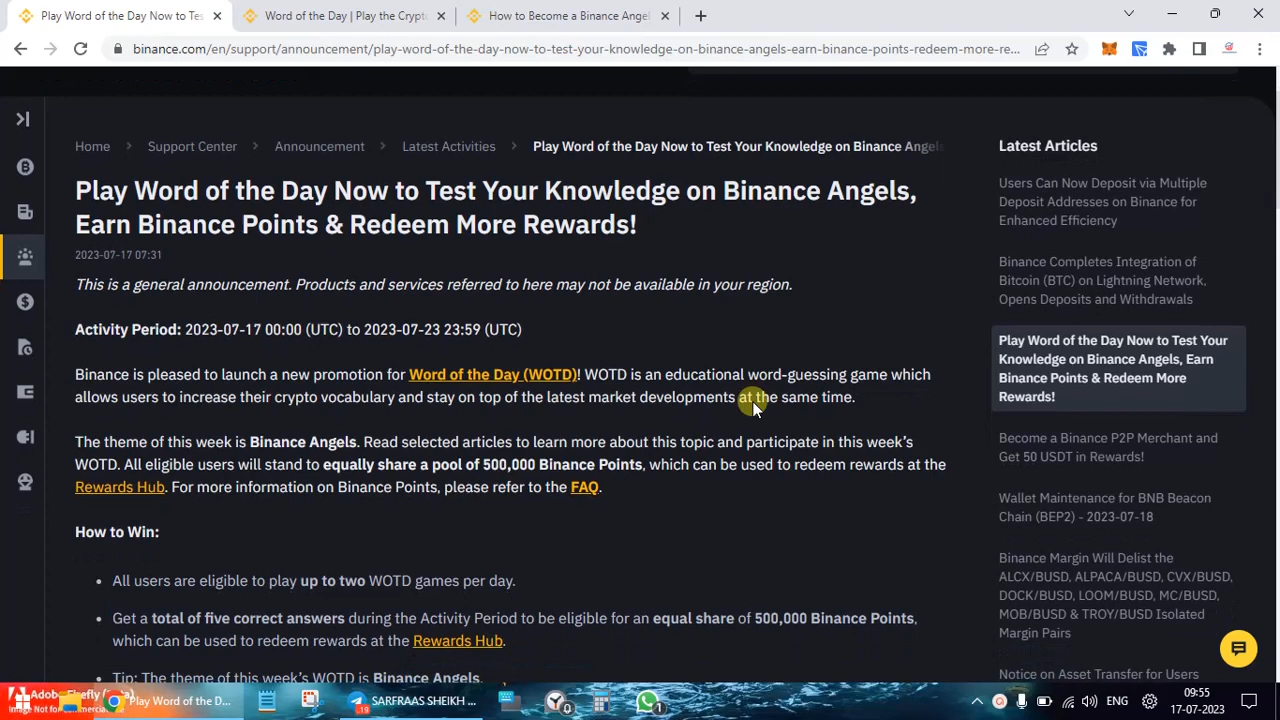 Play Word of the Day Now to Tes
Word of the Day | Play the Crypto
How to Become a Binance Angel
binance.com/en/support/announcement/play-word-of-the-day-now-to-test-your-knowledge-on-binance-angels-earn-binance-points-redeem-more-re...
Home
Support Center
Announcement
Latest Activities
Play Word of the Day Now to Test Your Knowledge on Binance Angels
Play Word of the Day Now to Test Your Knowledge on Binance Angels,
Earn Binance Points & Redeem More Rewards!
2023-07-17 07:31
This is a general announcement. Products and services referred to here may not be available in your region.
Activity Period: 2023-07-17 00:00 (UTC) to 2023-07-23 23:59 (UTC)
Binance is pleased to launch a new promotion for Word of the Day (WOTD)! WOTD is an educational word-guessing game which
allows users to increase their crypto vocabulary and stay on top of the latest market developments at the same time.
The theme of this week is Binance Angels. Read selected articles to learn more about this topic and participate in this week's
WOTD. All eligible users will stand to equally share a pool of 500,000 Binance Points, which can be used to redeem rewards at the
Rewards Hub. For more information on Binance Points, please refer to the FAQ.
How to Win:
• All users are eligible to play up to two WOTD games per day.
• Get a total of five correct answers during the Activity Period to be eligible for an equal share of 500,000 Binance Points,
which can be used to redeem rewards at the Rewards Hub.
• Tip: The theme of this week's WOTD is Binance Angels.
Latest Articles
Users Can Now Deposit via Multiple
Deposit Addresses on Binance for
Enhanced Efficiency
Binance Completes Integration of
Bitcoin (BTC) on Lightning Network,
Opens Deposits and Withdrawals
Play Word of the Day Now to Test Your
Knowledge on Binance Angels, Earn
Binance Points & Redeem More
Rewards!
Become a Binance P2P Merchant and
Get 50 USDT in Rewards!
Wallet Maintenance for BNB Beacon
Chain (BEP2) - 2023-07-18
Binance Margin Will Delist the
ALCX/BUSD, ALPACA/BUSD, CVX/BUSD,
DOCK/BUSD, LOOM/BUSD, MC/BUSD,
MOB/BUSD & TROY/BUSD Isolated
Margin Pairs
Notice on Asset Transfer for Users
Adobe Firefly
Image Not for Commercial
Play Word of the D...
19
SARFRAAS SHEIKH ...
0
1
ENG
09:55
17-07-2023